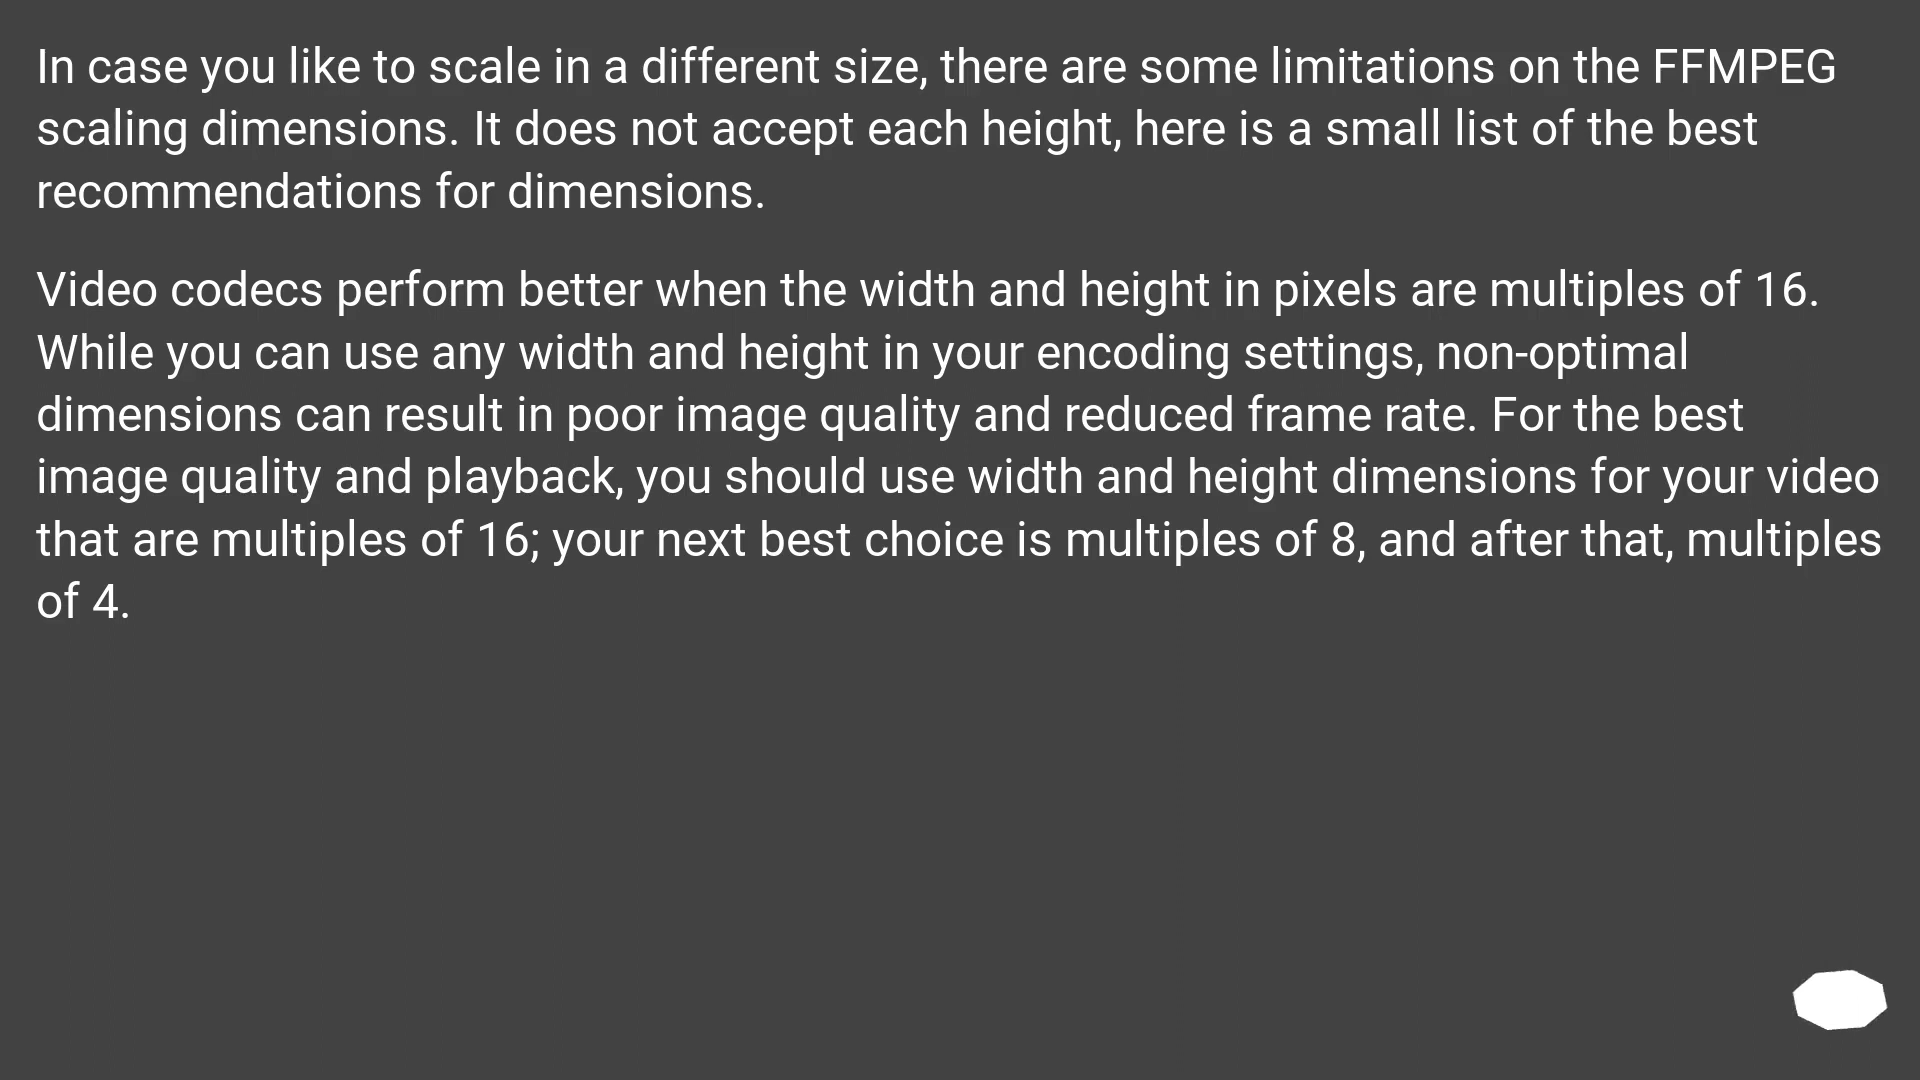 In case you like to scale in a different size, there are some limitations on the FFMPEG
scaling dimensions. It does not accept each height, here is a small list of the best
recommendations for dimensions.
Video codecs perform better when the width and height in pixels are multiples of 16.
While you can use any width and height in your encoding settings, non-optimal
dimensions can result in poor image quality and reduced frame rate. For the best
image quality and playback, you should use width and height dimensions for your video
that are multiples of 16; your next best choice is multiples of 8, and after that, multiples
of 4.